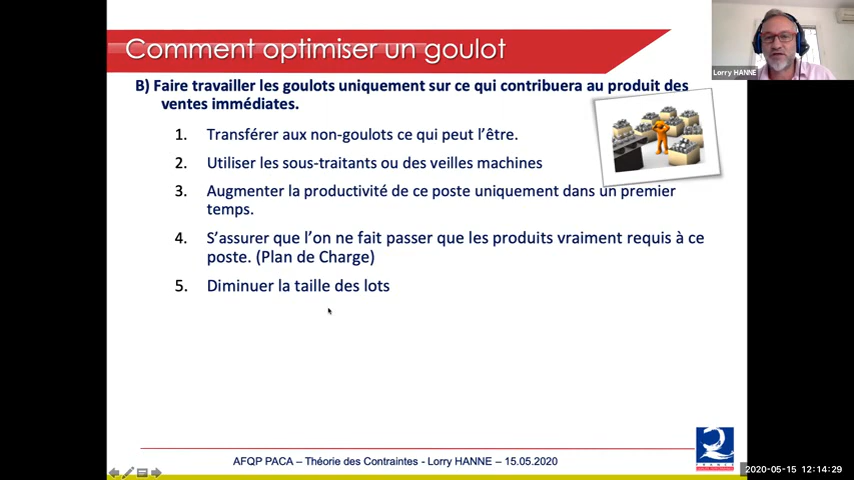 Comment optimiser un goulot
Lorry HANNE
B) Faire travailler les goulots uniquement sur ce qui contribuera au produit des
ventes immédiates.
1. Transférer aux non-goulots ce qui peut l'être.
2. Utiliser les sous-traitants ou des veilles machines
3. Augmenter la productivité de ce poste uniquement dans un premier
temps.
4. S'assurer que l'on ne fait passer que les produits vraiment requis à ce
poste. (Plan de Charge)
5. Diminuer la taille des lots
AFQP PACA – Théorie des Contraintes - Lorry HANNE – 15.05.2020
FRANCE
2020-05-15 12:14:29